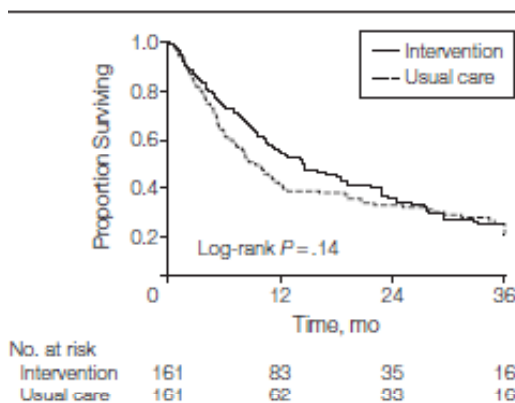 Intervention
Usual care
Proportion Surviving
1.0
0.8
0.6
0.4
0.2
Log-rank P = .14
0 12 24 36
Time, mo
No. at risk
Intervention 161 83 35 16
Usual care 161 62 33 16